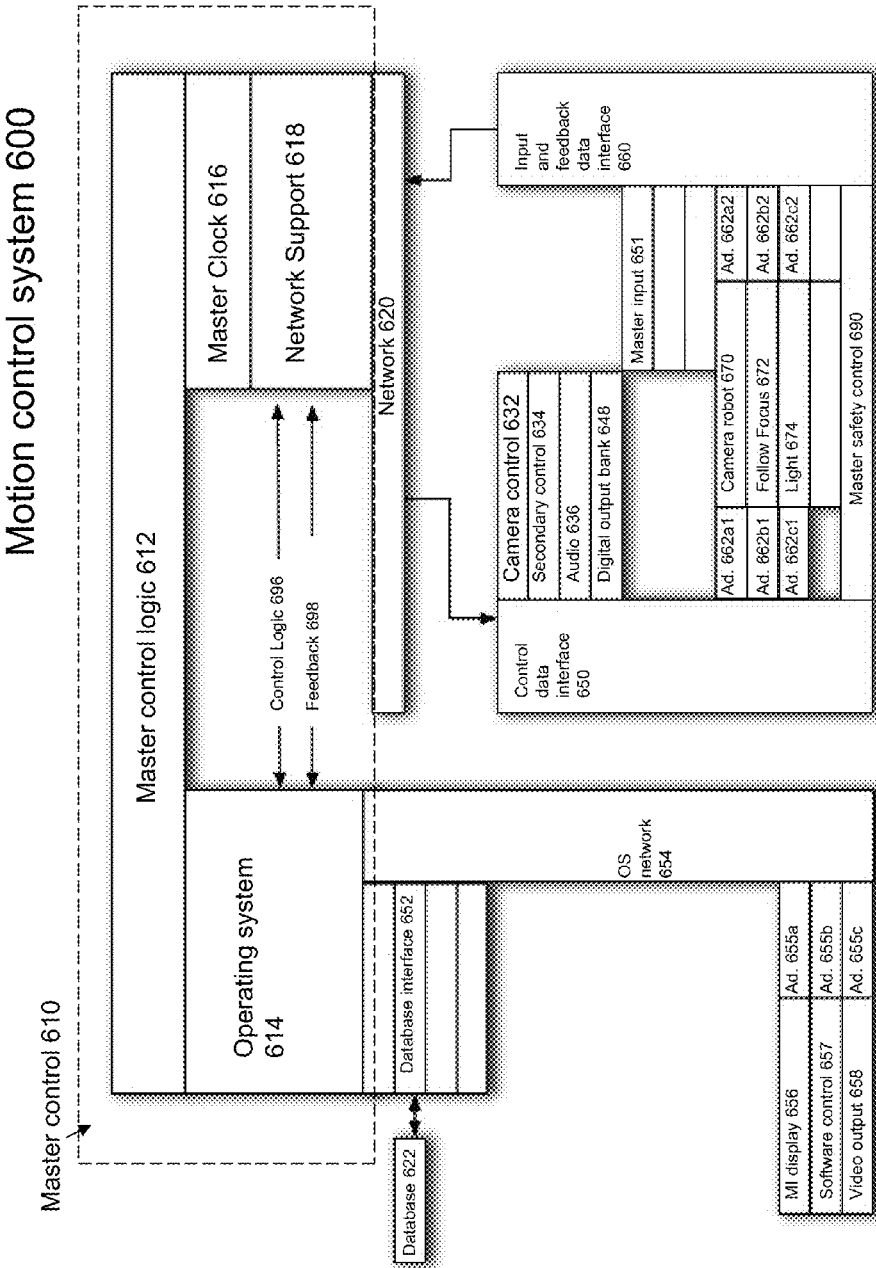 Motion control system 600
Master control 610
Master control logic 612
Operating system
614
Control Logic 696
Feedback 698
Master Clock 616
Network Support 618
Database 622
Database interface 652
Network 620
OS
network
654
MI display 656
Ad. 655a
Software control 657
Ad. 655b
Video output 658
Ad. 655c
Control
data
interface
650
Camera control 632
Secondary control 634
Audio 636
Digital output bank 648
Master input 651
Input
and
feedback
data
interface
660
Ad. 662a1
Camera robot 670
Ad. 662a2
Ad. 662b1
Follow Focus 672
Ad. 662b2
Ad. 662c1
Light 674
Ad. 662c2
Master safety control 690